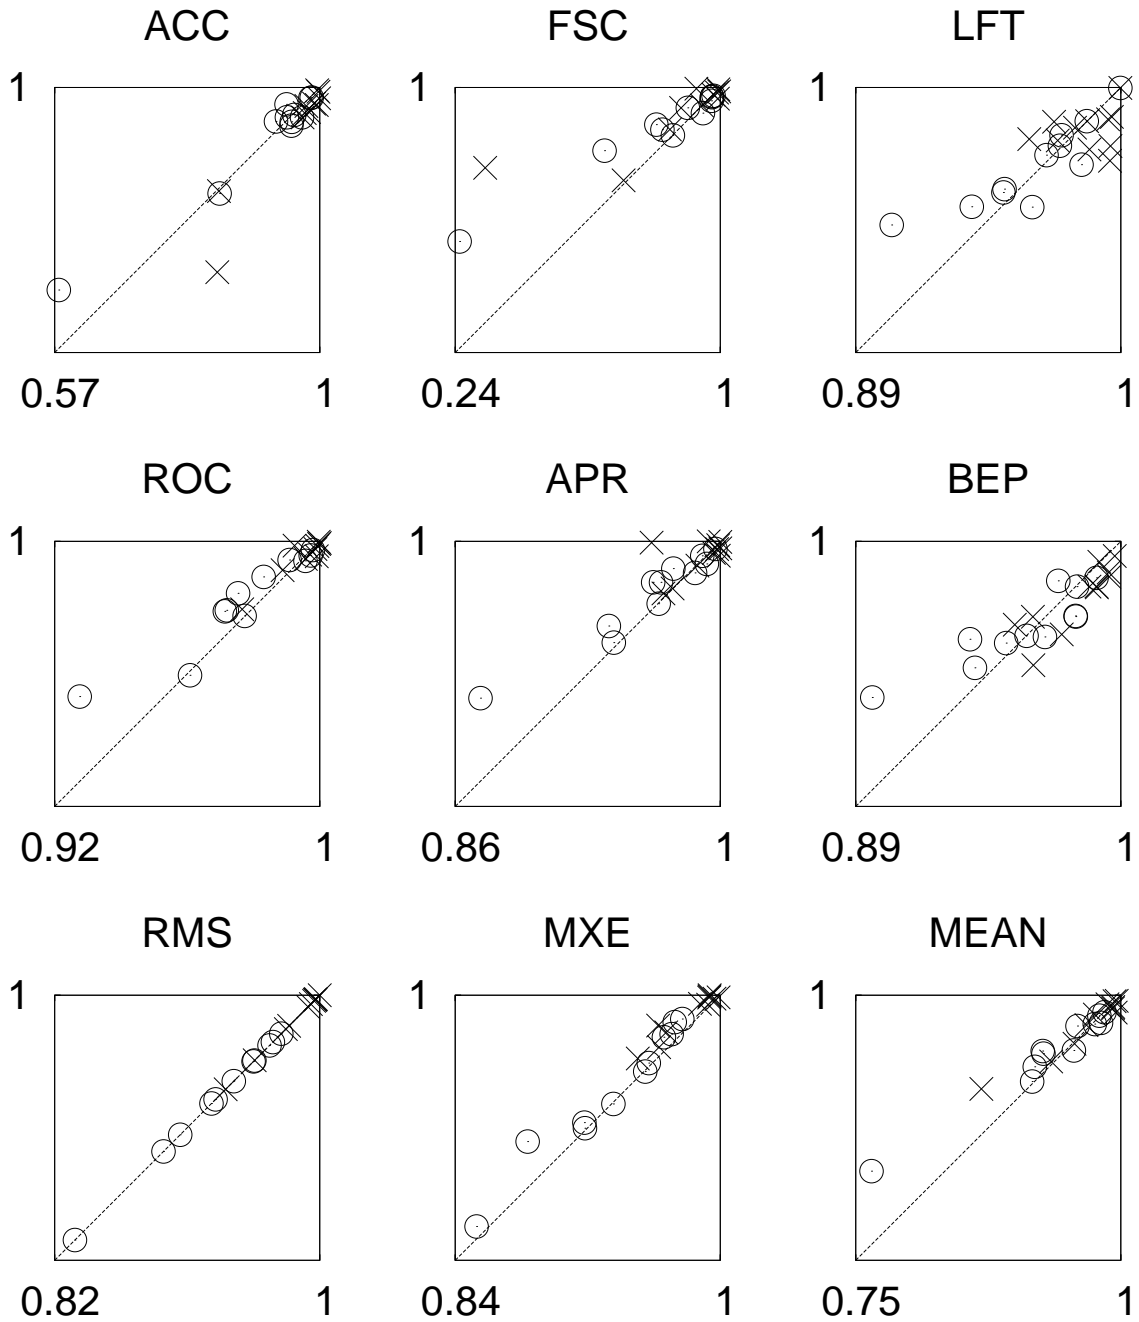 ACC FSC LFT
1 1 1
0.57 1 0.24 1 0.89 1
ROC APR BEP
1 1 1
0.92 1 0.86 1 0.89 1
RMS MXE MEAN
1 1 1
0.82 1 0.84 1 0.75 1